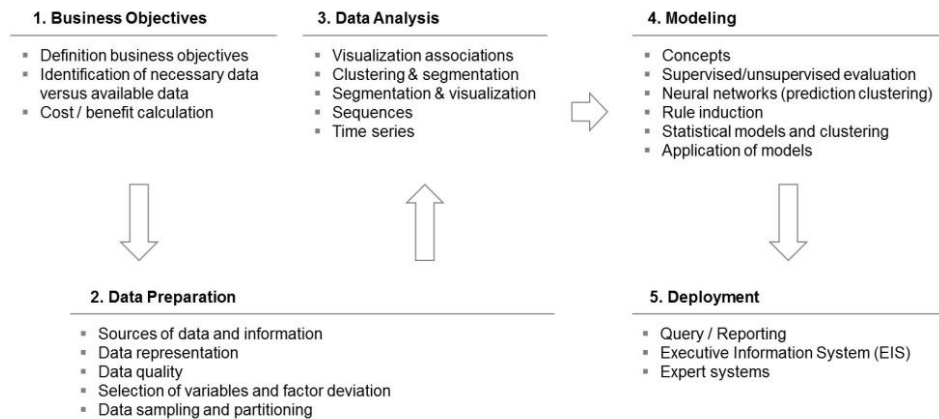 1. Business Objectives
▪ Definition business objectives
▪ Identification of necessary data
versus available data
▪ Cost / benefit calculation
2. Data Preparation
▪ Sources of data and information
▪ Data representation
▪ Data quality
▪ Selection of variables and factor deviation
▪ Data sampling and partitioning
3. Data Analysis
▪ Visualization associations
▪ Clustering & segmentation
▪ Segmentation & visualization
▪ Sequences
▪ Time series
4. Modeling
▪ Concepts
▪ Supervised/unsupervised evaluation
▪ Neural networks (prediction clustering)
▪ Rule induction
▪ Statistical models and clustering
▪ Application of models
5. Deployment
▪ Query / Reporting
▪ Executive Information System (EIS)
▪ Expert systems